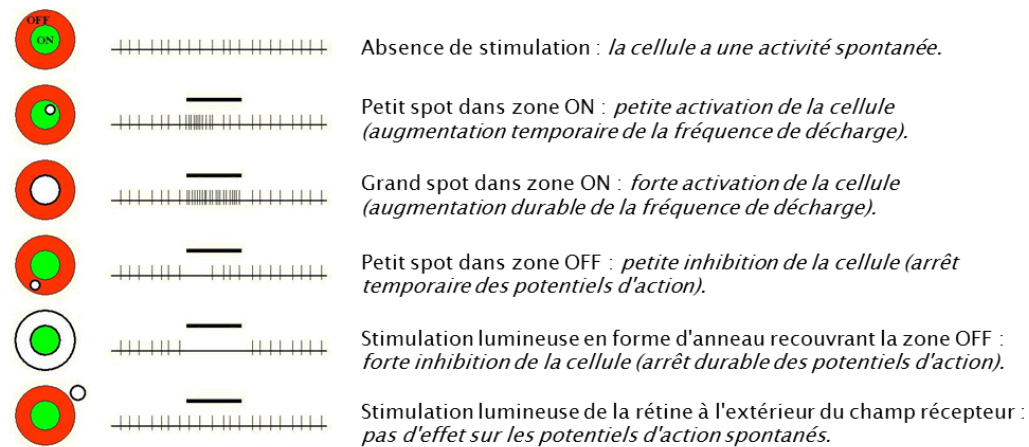 OFF
ON
Absence de stimulation : la cellule a une activité spontanée.
Petit spot dans zone ON : petite activation de la cellule
(augmentation temporaire de la fréquence de décharge).
Grand spot dans zone ON : forte activation de la cellule
(augmentation durable de la fréquence de décharge).
Petit spot dans zone OFF : petite inhibition de la cellule (arrêt
temporaire des potentiels d'action).
Stimulation lumineuse en forme d'anneau recouvrant la zone OFF :
forte inhibition de la cellule (arrêt durable des potentiels d'action).
Stimulation lumineuse de la rétine à l'extérieur du champ récepteur :
pas d'effet sur les potentiels d'action spontanés.